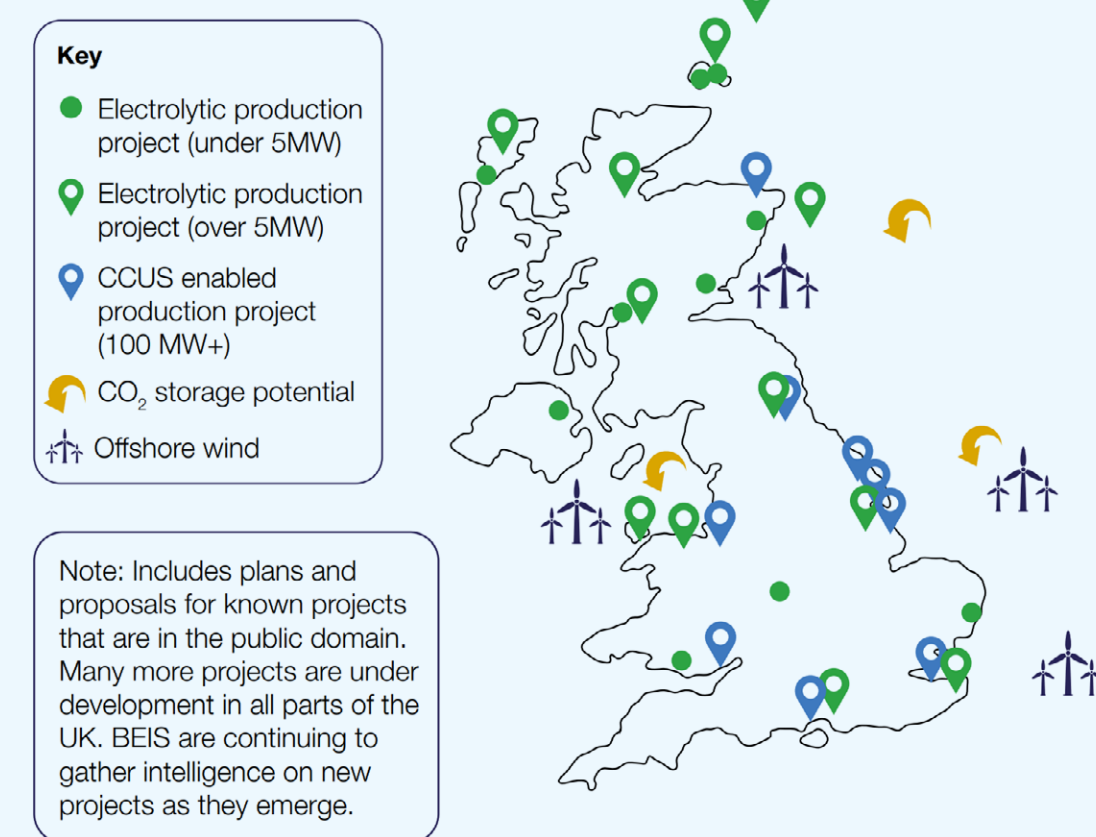 Key
Electrolytic production
project (under 5MW)
Electrolytic production
project (over 5MW)
CCUS enabled
production project
(100 MW+)
CO₂ storage potential
Offshore wind
Note: Includes plans and
proposals for known projects
that are in the public domain.
Many more projects are under
development in all parts of the
UK. BEIS are continuing to
gather intelligence on new
projects as they emerge.